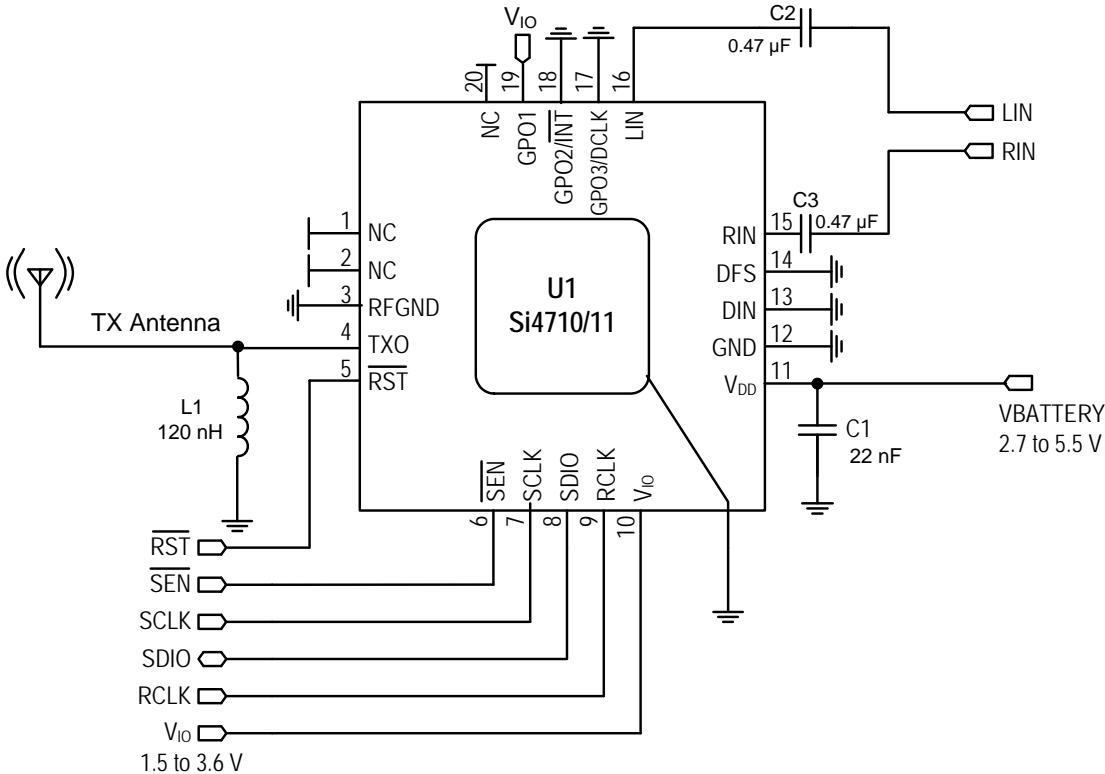 V_IO
C2
0.47 µF
20
19
18
17
16
NC
GPO1
GPO2/INT
GPO3/DCLK
LIN
LIN
RIN
1
NC
2
NC
3
RFGND
4
TXO
5
RST
TX Antenna
L1
120 nH
U1
Si4710/11
C3
0.47 µF
RIN
15
DFS
14
DIN
13
GND
12
V_DD
11
VBATTERY
2.7 to 5.5 V
C1
22 nF
SEN
SCLK
SDIO
RCLK
V_IO
6
7
8
9
10
RST
SEN
SCLK
SDIO
RCLK
V_IO
1.5 to 3.6 V